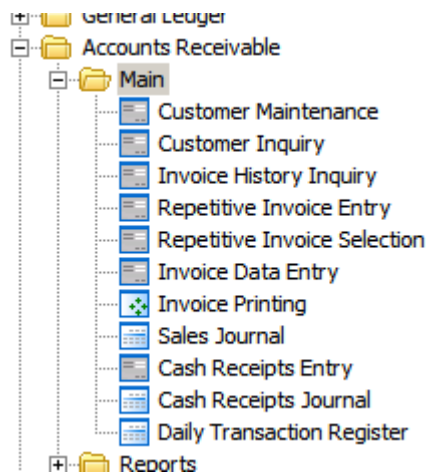 General Ledger
Accounts Receivable
Main
Customer Maintenance
Customer Inquiry
Invoice History Inquiry
Repetitive Invoice Entry
Repetitive Invoice Selection
Invoice Data Entry
Invoice Printing
Sales Journal
Cash Receipts Entry
Cash Receipts Journal
Daily Transaction Register
Reports